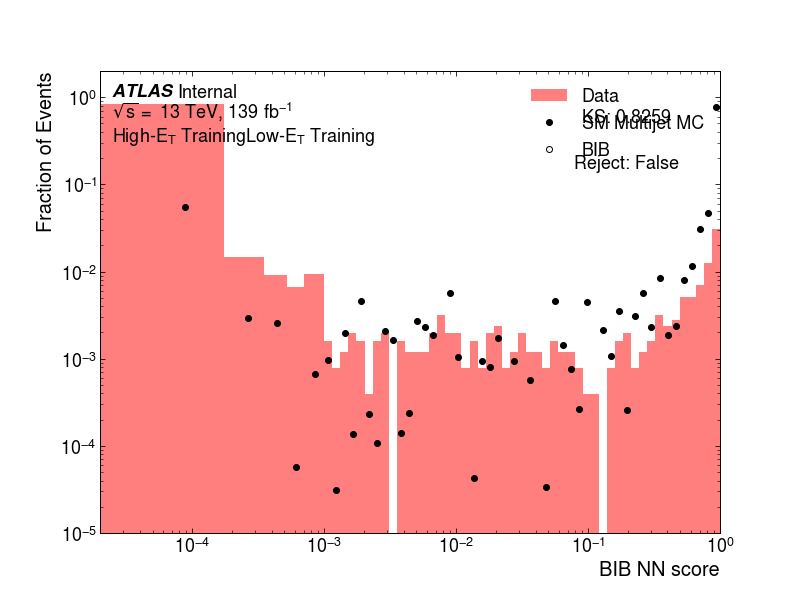 ATLAS Internal
√s = 13 TeV, 139 fb⁻¹
High-E_T TrainingLow-E_T Training
Data
KS: 0.8259
SM Multijet MC
BIB
Reject: False
Fraction of Events
10⁰
10⁻¹
10⁻²
10⁻³
10⁻⁴
10⁻⁵
10⁻⁴
10⁻³
10⁻²
10⁻¹
10⁰
BIB NN score